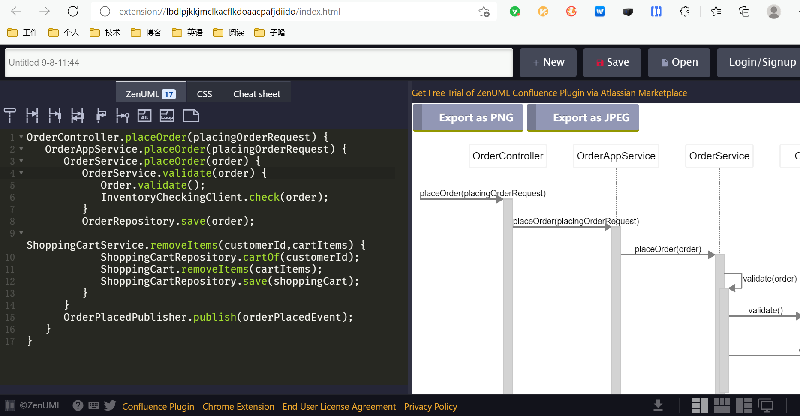 extension://lbdipjkkjmclkacflkdoaacpafjdiido/index.html
工作 个人 技术 博客 英语 阅读 子瞻
Untitled 9-8-11:44
+ New Save Open Login/Signup
ZenUML 17 CSS Cheat sheet
Get Free Trial of ZenUML Confluence Plugin via Atlassian Marketplace
Export as PNG Export as JPEG
1 OrderController.placeOrder(placingOrderRequest) {
2 OrderAppService.placeOrder(placingOrderRequest) {
3 OrderService.placeOrder(order) {
4 OrderService.validate(order) {
5 Order.validate();
6 InventoryCheckingClient.check(order);
7 }
8 OrderRepository.save(order);
9
ShoppingCartService.removeItems(customerId,cartItems) {
10 ShoppingCartRepository.cartOf(customerId);
11 ShoppingCart.removeItems(cartItems);
12 ShoppingCartRepository.save(shoppingCart);
13 }
14 }
15 OrderPlacedPublisher.publish(orderPlacedEvent);
16 }
17 }
OrderController OrderAppService OrderService
placeOrder(placingOrderRequest)
placeOrder(placingOrderRequest)
placeOrder(order)
validate(order)
validate()
©ZenUML Confluence Plugin Chrome Extension End User License Agreement Privacy Policy